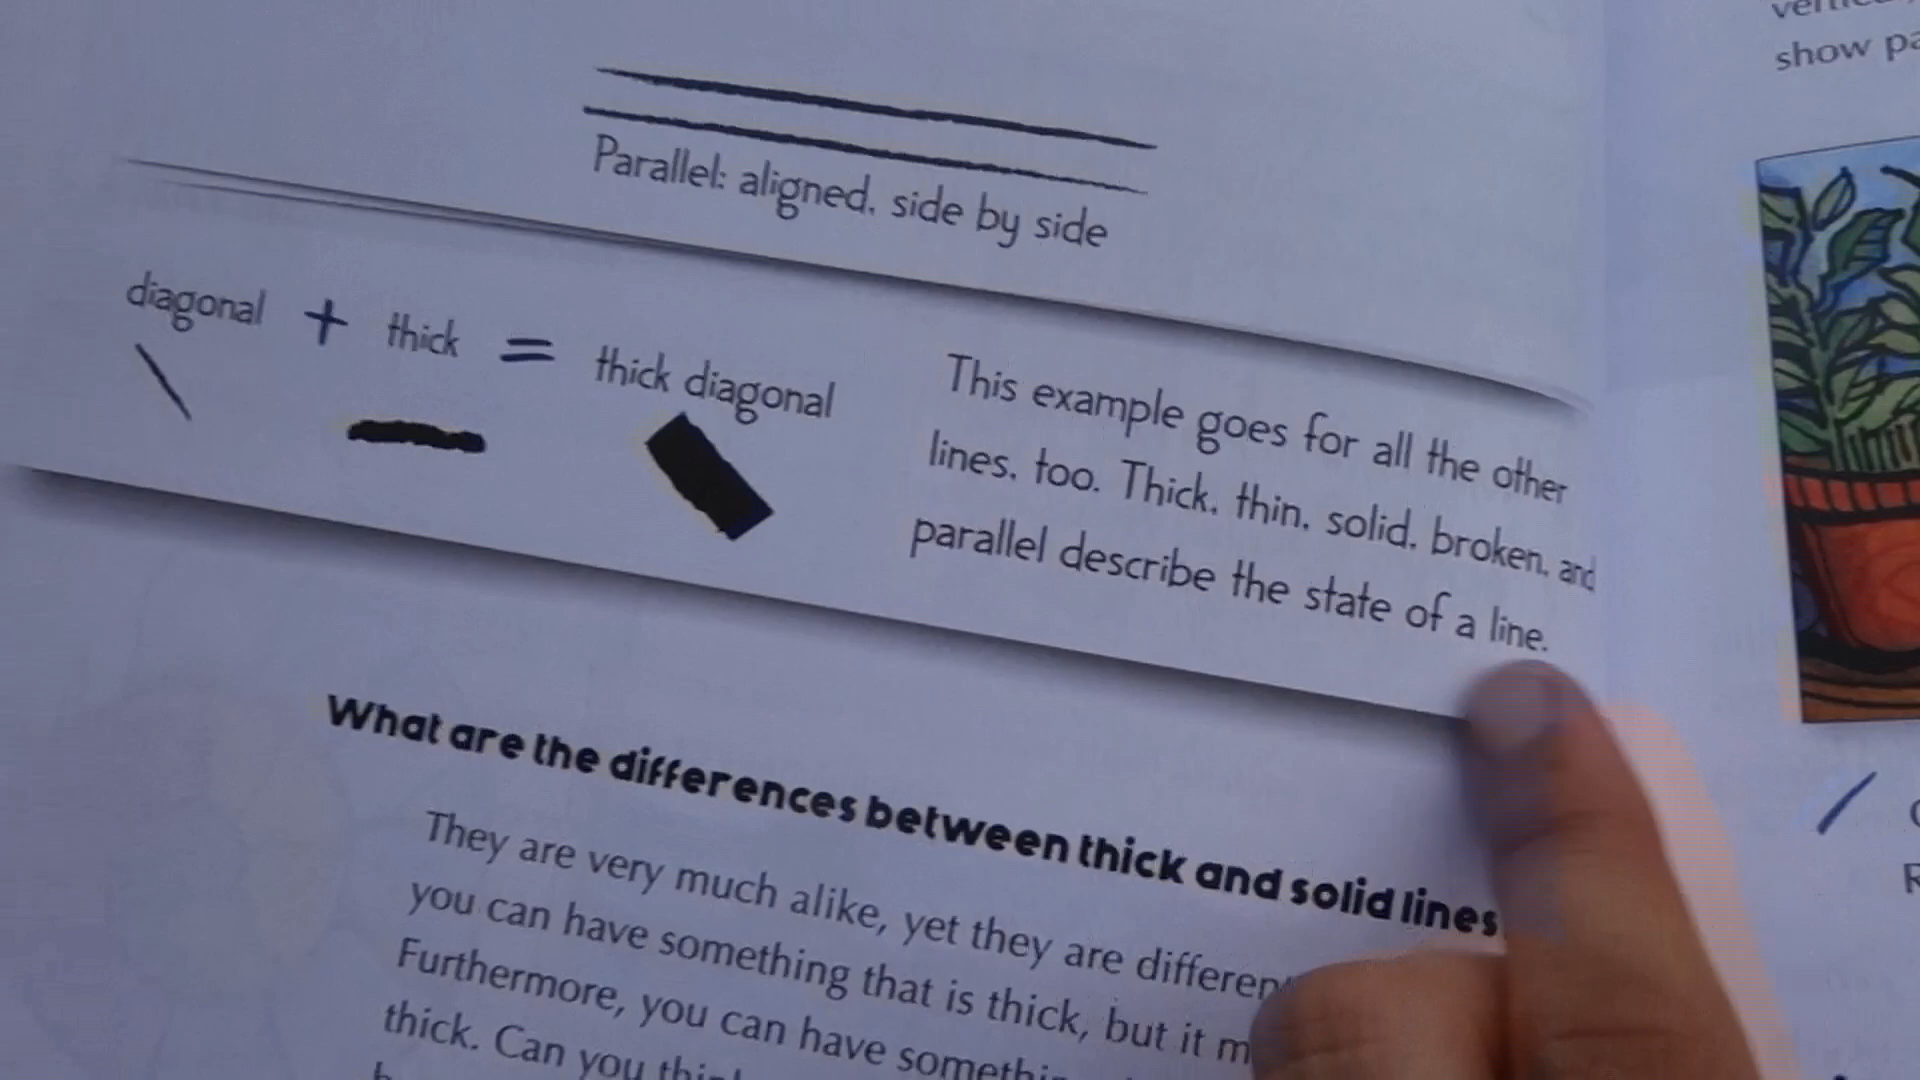 Parallel: aligned, side by side
diagonal + thick = thick diagonal
This example goes for all the other
lines, too. Thick, thin, solid, broken, and
parallel describe the state of a line.
What are the differences between thick and solid lines
They are very much alike, yet they are
you can have something that is thick, but it
Furthermore, you can have
thick. Can you
show